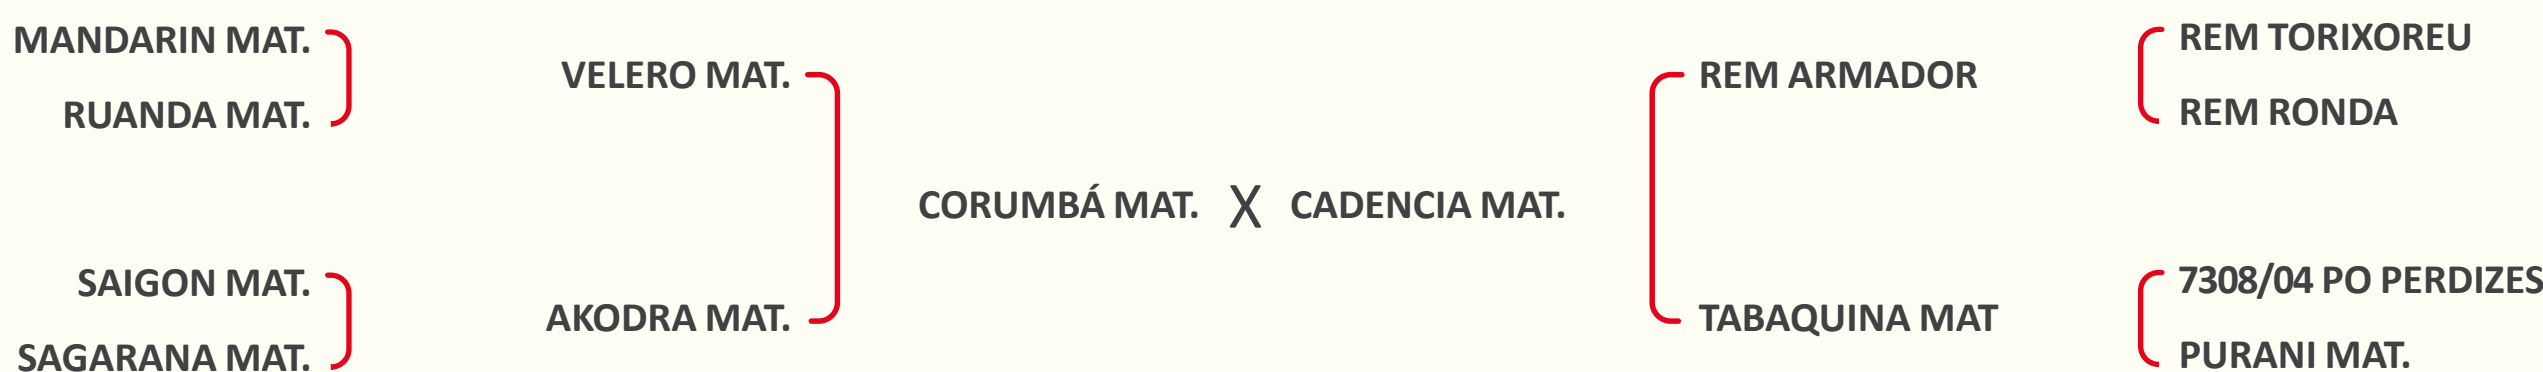 MANDARIN MAT.
RUANDA MAT.
SAIGON MAT.
SAGARANA MAT.
VELERO MAT.
AKODRA MAT.
CORUMBÁ MAT. X CADENCIA MAT.
REM ARMADOR
TABAQUINA MAT
REM TORIXOREU
REM RONDA
7308/04 PO PERDIZES
PURANI MAT.